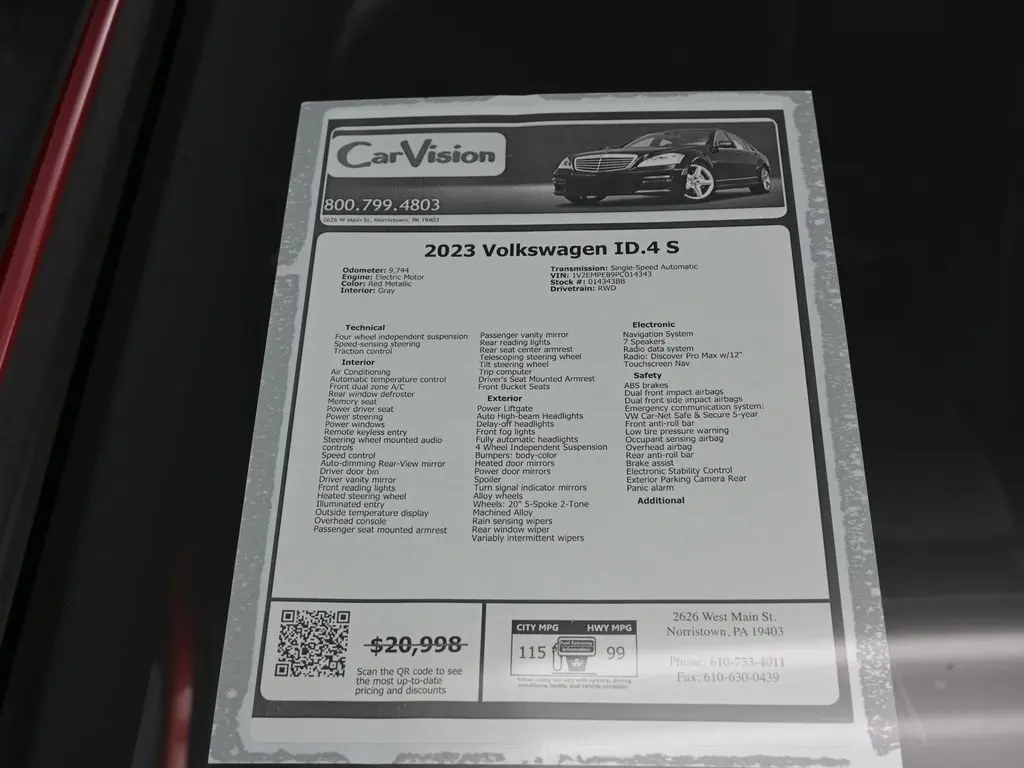 CarVision
800.799.4803
2626 W Main St. Norristown, PA 19403
2023 Volkswagen ID.4 S
Odometer: 9,744
Engine: Electric Motor
Color: Red Metallic
Interior: Gray
Transmission: Single-Speed Automatic
VIN: 1V2EMPE89PC014343
Stock #: 014343BB
Drivetrain: RWD
Technical
Four wheel independent suspension
Speed-sensing steering
Traction control
Interior
Air Conditioning
Automatic temperature control
Front dual zone A/C
Rear window defroster
Memory seat
Power driver seat
Power steering
Power windows
Remote keyless entry
Steering wheel mounted audio
controls
Speed control
Auto-dimming Rear-View mirror
Driver door bin
Driver vanity mirror
Front reading lights
Heated steering wheel
Illuminated entry
Outside temperature display
Overhead console
Passenger seat mounted armrest
Passenger vanity mirror
Rear reading lights
Rear seat center armrest
Telescoping steering wheel
Tilt steering wheel
Trip computer
Driver's Seat Mounted Armrest
Front Bucket Seats
Exterior
Power Liftgate
Auto High-beam Headlights
Delay-off headlights
Front fog lights
Fully automatic headlights
4 Wheel Independent Suspension
Bumpers: body-color
Heated door mirrors
Power door mirrors
Spoiler
Turn signal indicator mirrors
Alloy wheels
Wheels: 20" 5-Spoke 2-Tone
Machined Alloy
Rain sensing wipers
Rear window wiper
Variably intermittent wipers
Electronic
Navigation System
7 Speakers
Radio data system
Radio: Discover Pro Max w/12"
Touchscreen Nav
Safety
ABS brakes
Dual front impact airbags
Dual front side impact airbags
Emergency communication system:
VW Car-Net Safe & Secure 5-year
Front anti-roll bar
Low tire pressure warning
Occupant sensing airbag
Overhead airbag
Rear anti-roll bar
Brake assist
Electronic Stability Control
Exterior Parking Camera Rear
Panic alarm
Additional
$20,998
Scan the QR code to see
the most up-to-date
pricing and discounts
CITY MPG HWY MPG
Fuel Economy
Information
115 99
Actual rating will vary with options, driving
conditions, habits, and vehicle condition
2626 West Main St.
Norristown, PA 19403
Phone: 610-753-4011
Fax: 610-630-0439